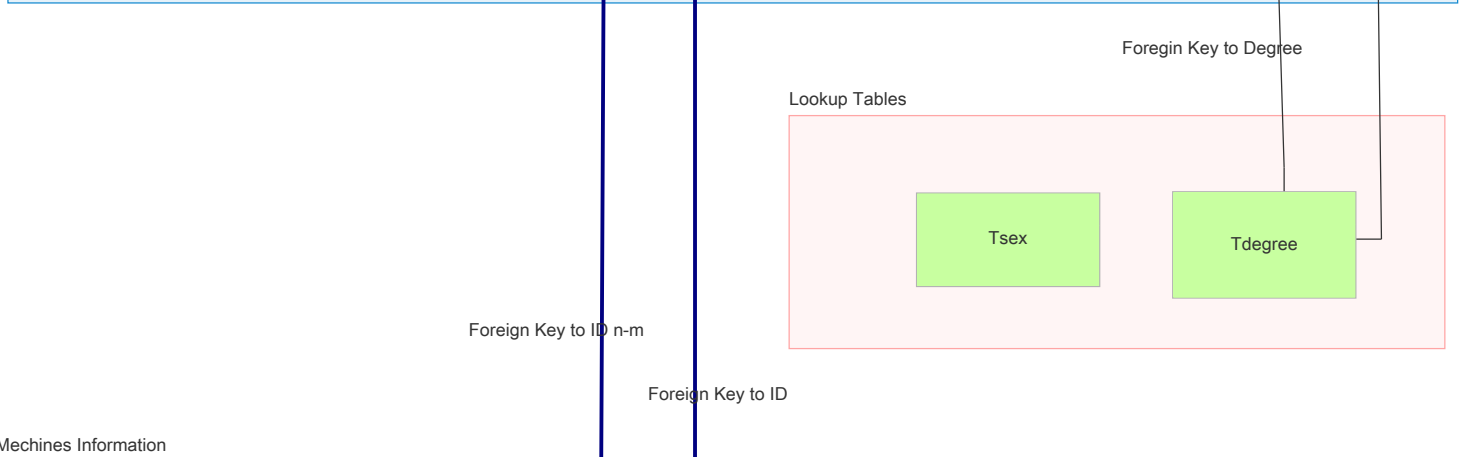 Foregin Key to Degree
Lookup Tables
Tsex
Tdegree
Foreign Key to ID n-m
Foreign Key to ID
Mechines Information